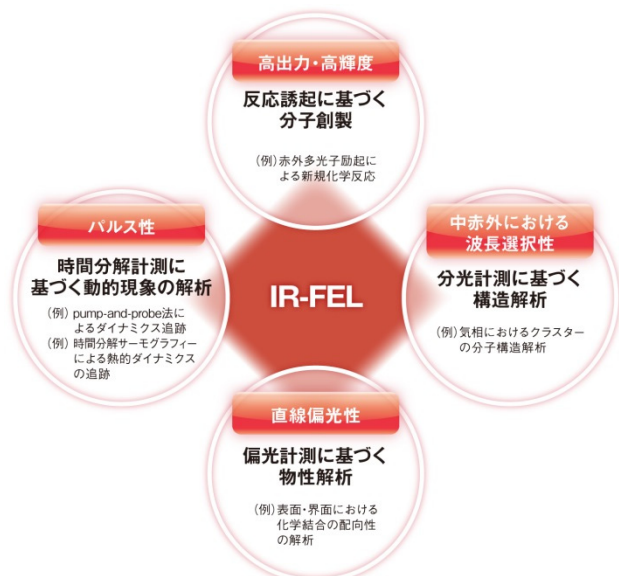 高出力・高輝度
反応誘起に基づく
分子創製
(例)赤外多光子励起に
よる新規化学反応
パルス性
時間分解計測に
基づく動的現象の解析
(例) pump-and-probe法に
よるダイナミクス追跡
(例) 時間分解サーモグラフィー
による熱的ダイナミクス
の追跡
IR-FEL
中赤外における
波長選択性
分光計測に基づく
構造解析
(例)気相におけるクラスター
の分子構造解析
直線偏光性
偏光計測に基づく
物性解析
(例)表面・界面における
化学結合の配向性
の解析